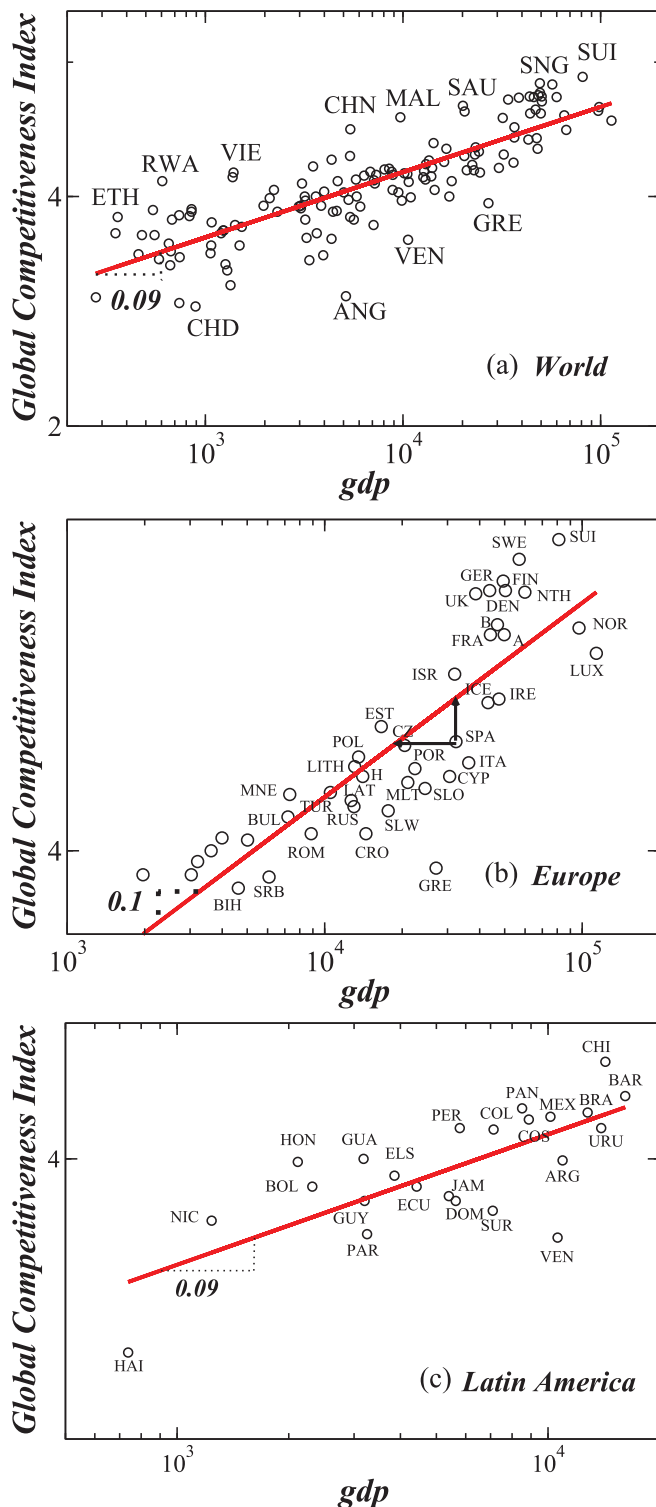 Global Competitiveness Index
SUI
SNG
SAU
MAL
CHN
VIE
RWA
4
ETH
GRE
VEN
0.09
ANG
CHD
(a) World
2
10^3 10^4 10^5
gdp
Global Competitiveness Index
SWE SUI
GER FIN
UK DEN NTH
B NOR
FRA A
LUX
ISR
ICE IRE
EST
CZ SPA
POL POR ITA
LITH H CYP
MNE LAT MLT SLO
TUR
BUL RUS SLW
ROM CRO
4
GRE
(b) Europe
0.1
BIH SRB
10^3 10^4 10^5
gdp
Global Competitiveness Index
CHI
BAR
PAN MEX BRA
PER COL
COS URU
HON GUA
4
ELS ARG
BOL
ECU JAM
NIC GUY DOM SUR
PAR VEN
0.09
HAI
(c) Latin America
10^3 10^4
gdp